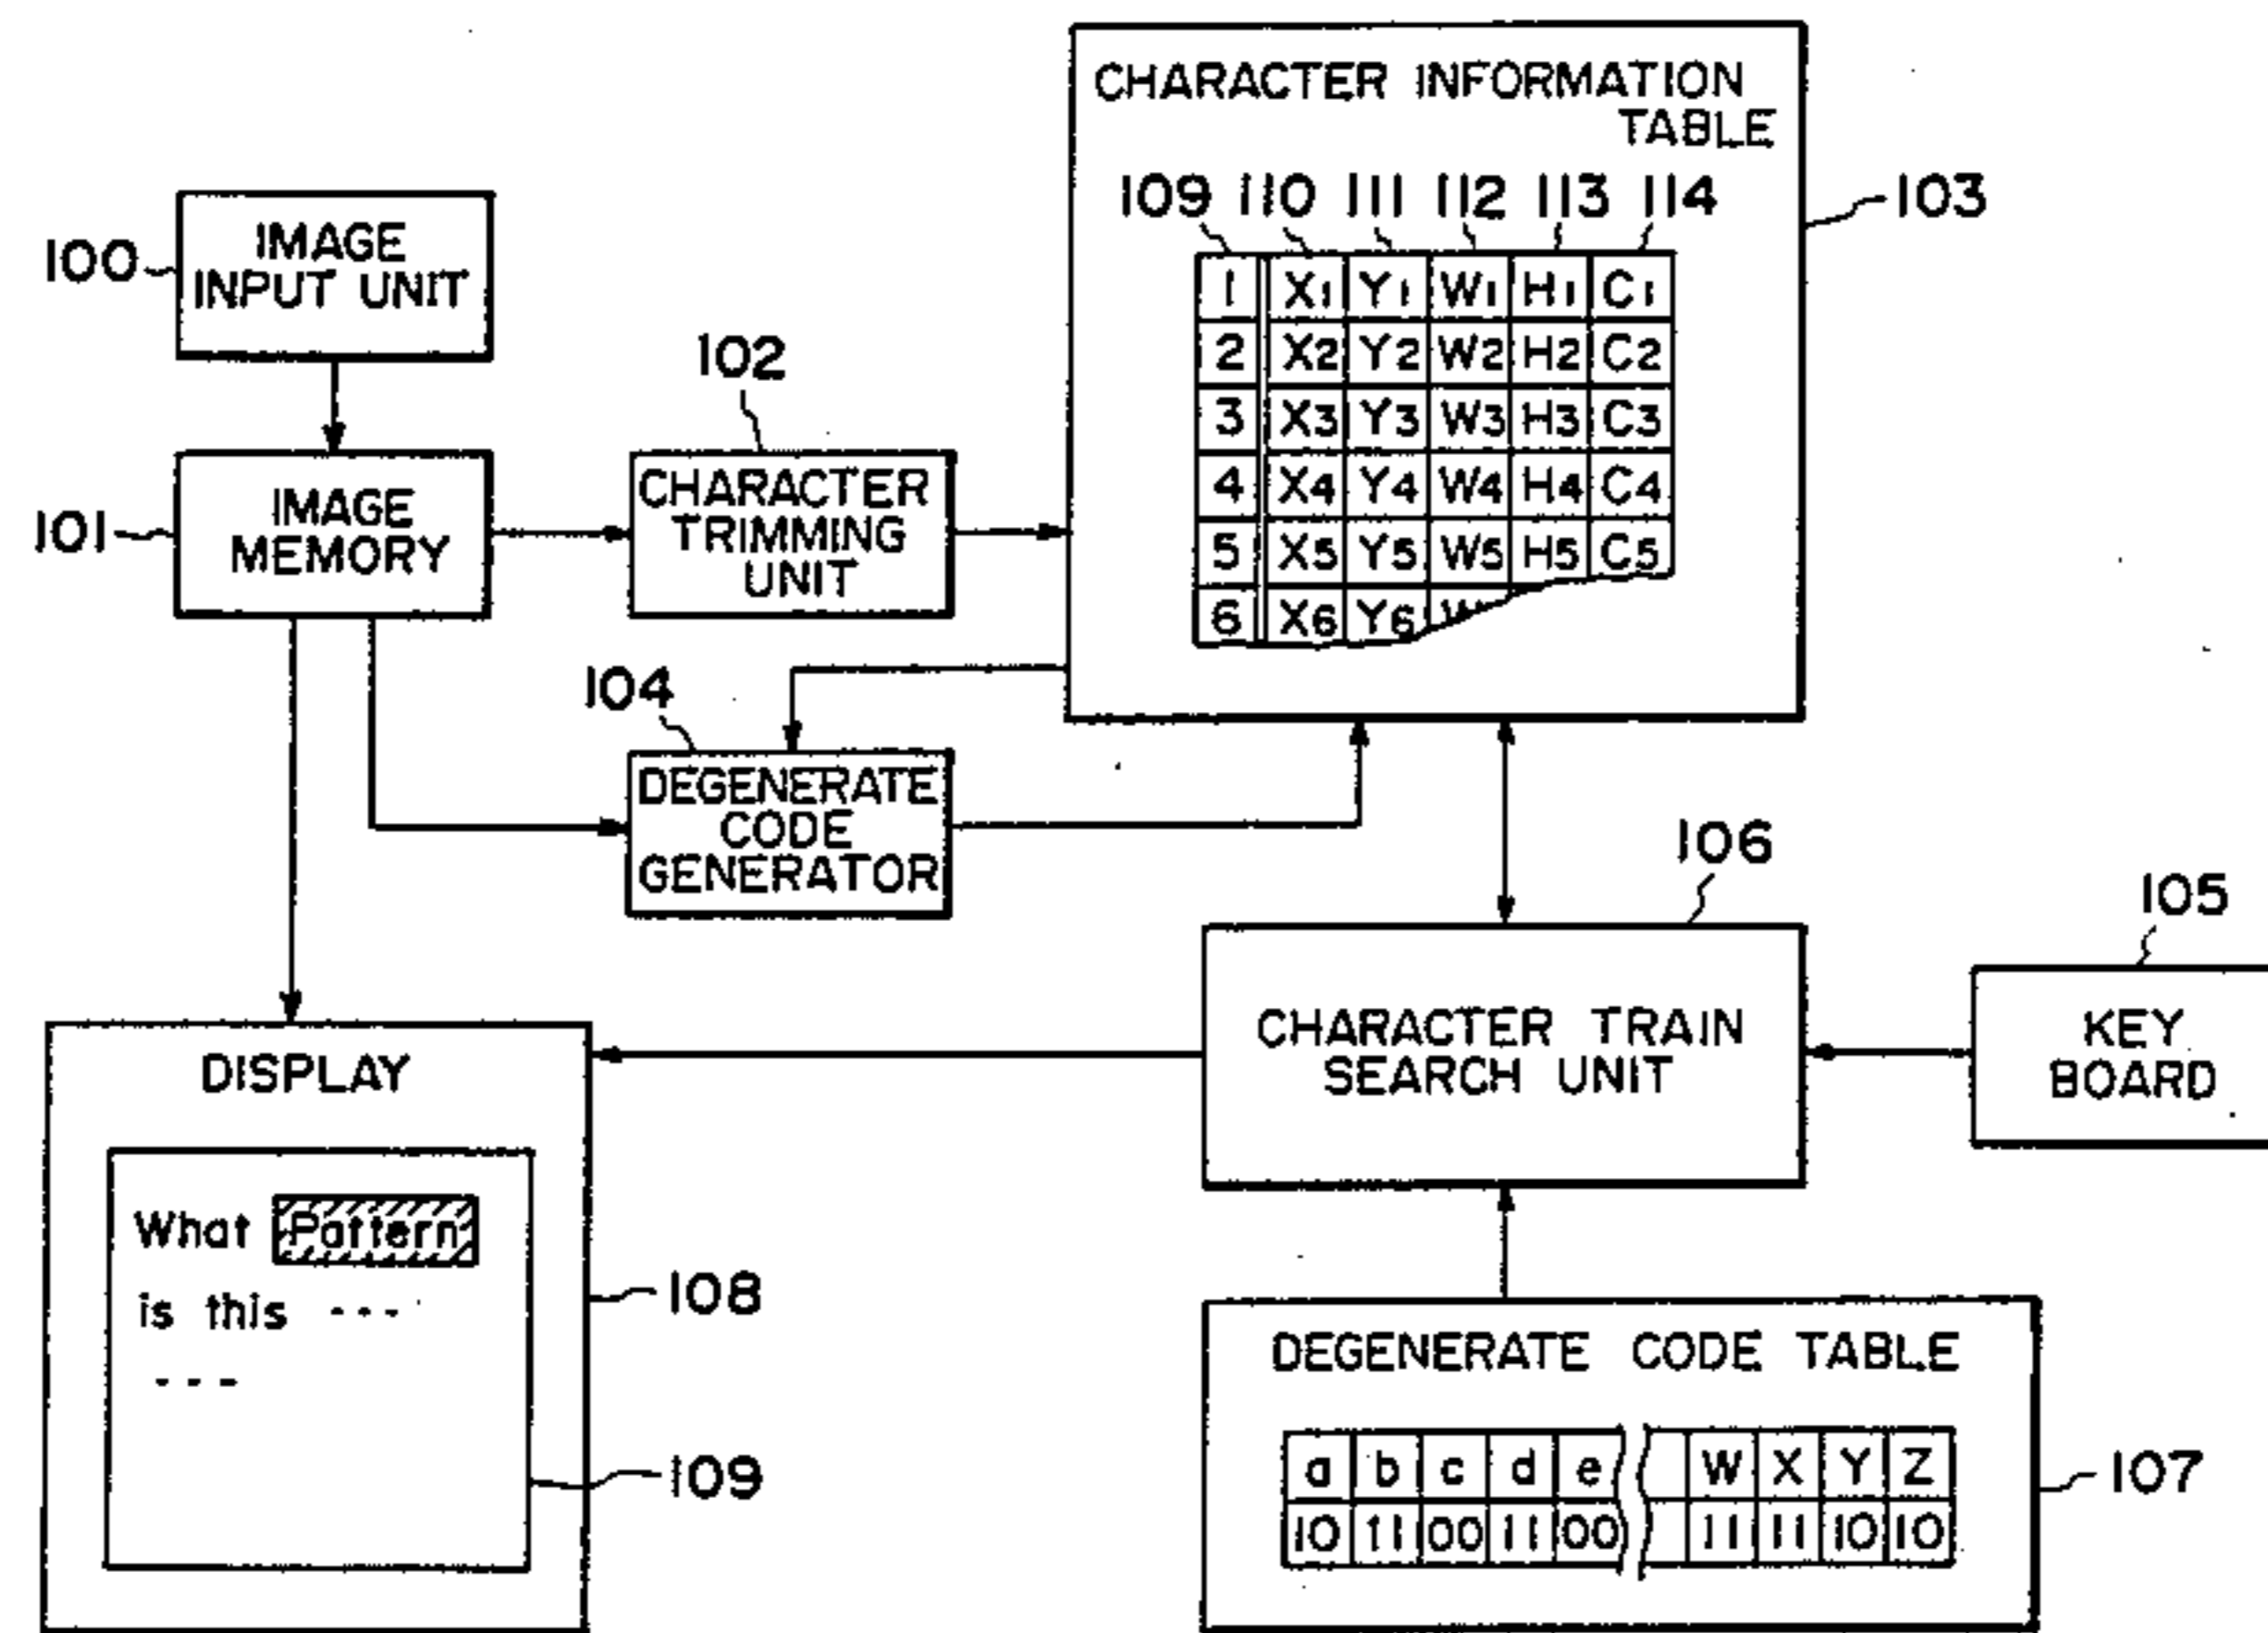 CHARACTER INFORMATION
TABLE
109 110 111 112 113 114
103
1 X1 Y1 W1 H1 C1
2 X2 Y2 W2 H2 C2
3 X3 Y3 W3 H3 C3
4 X4 Y4 W4 H4 C4
5 X5 Y5 W5 H5 C5
6 X6 Y6
100
IMAGE
INPUT UNIT
102
101
IMAGE
MEMORY
CHARACTER
TRIMMING
UNIT
104
DEGENERATE
CODE
GENERATOR
106
105
CHARACTER TRAIN
SEARCH UNIT
KEY
BOARD
DISPLAY
What Pattern
is this ---
---
108
109
DEGENERATE CODE TABLE
a b c d e W X Y Z
10 11 00 11 00 11 11 10 10
107